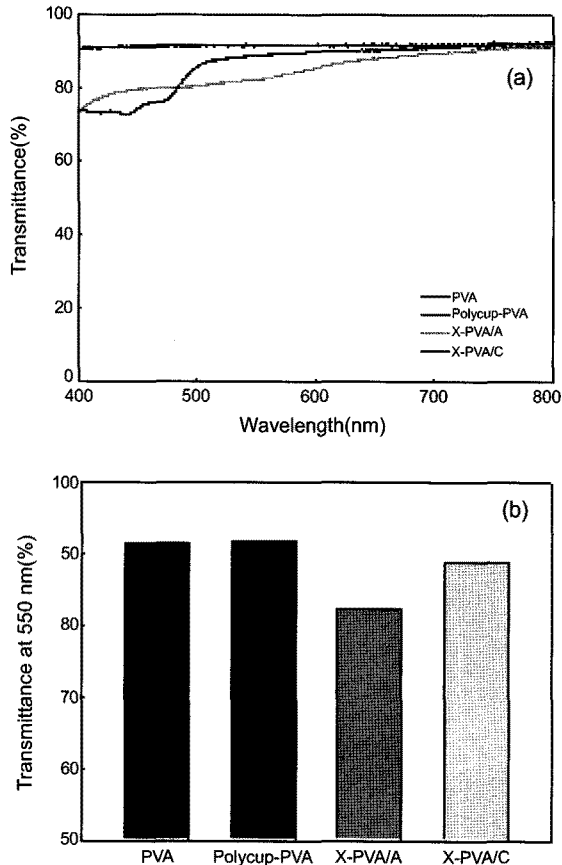 100
80
60
40
80
0
Transmittance(%)
(a)
PVA
Polycup-PVA
X-PVA/A
X-PVA/C
400
500
600
700
800
Wavelength(nm)
100
50
80
70
60
50
Transmittance at 550 nm(%)
(b)
PVA
Polycup-PVA
X-PVA/A
X-PVA/C